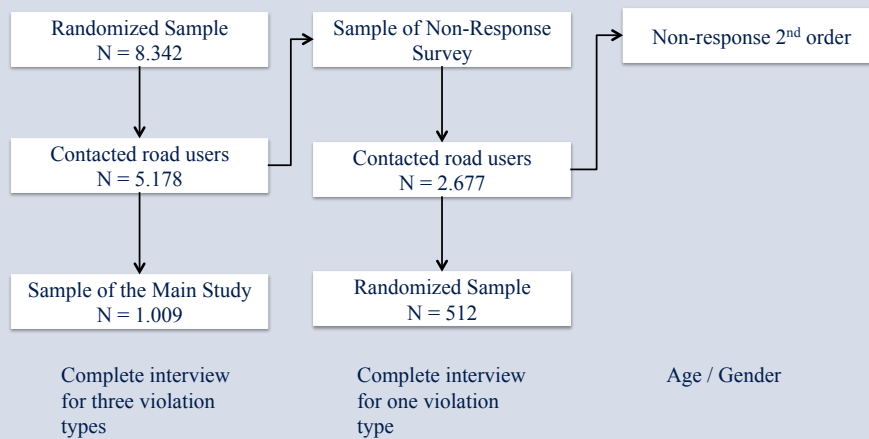 Randomized Sample
N = 8.342
Contacted road users
N = 5.178
Sample of the Main Study
N = 1.009
Complete interview
for three violation
types
Sample of Non-Response
Survey
Contacted road users
N = 2.677
Randomized Sample
N = 512
Complete interview
for one violation
type
Non-response 2nd order
Age / Gender